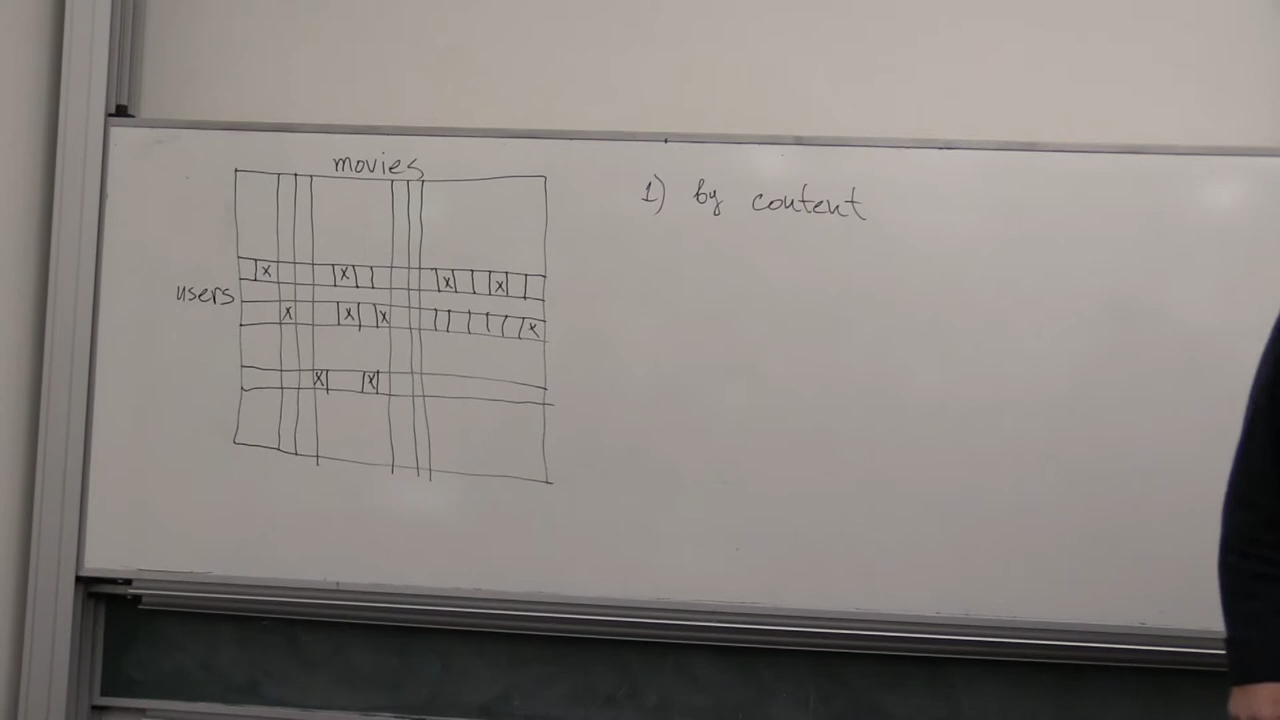 movies
1) by content
x x x x
users
x x x x
x x